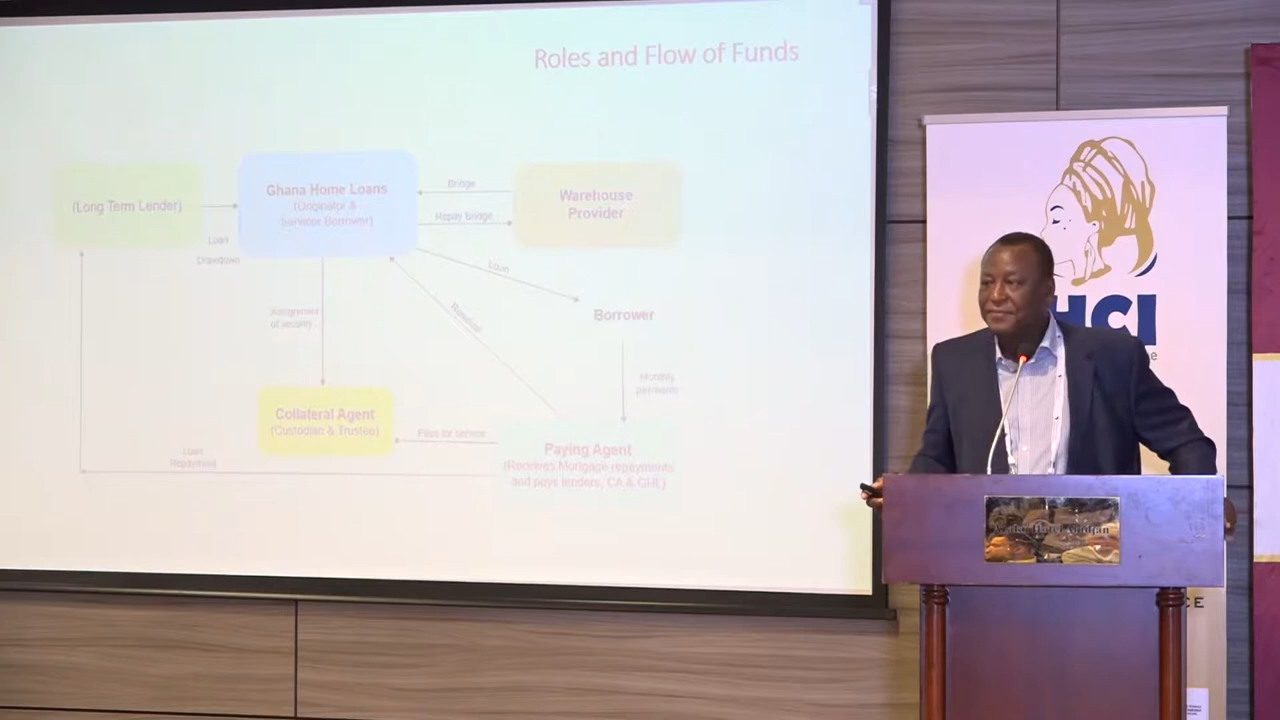 Roles and Flow of Funds
(Long Term Lender)
Ghana Home Loans
(Originator &
Servicer Borrower)
Bridge
Repay bridge
Warehouse
Provider
Loan
Drawdown
Loan
Assignment
of security
Residual
Borrower
Monthly
payments
Collateral Agent
(Custodian & Trustee)
Fees for service
Paying Agent
(Receives Mortgage repayments
and pays lenders, CA & GHL)
Loan
Repayment
HCI